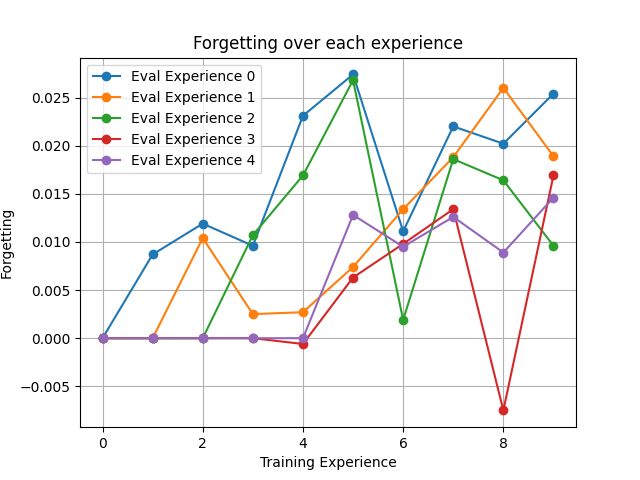 Forgetting over each experience
Eval Experience 0
Eval Experience 1
Eval Experience 2
Eval Experience 3
Eval Experience 4
0.025
0.020
0.015
0.010
0.005
0.000
−0.005
Forgetting
0 2 4 6 8
Training Experience